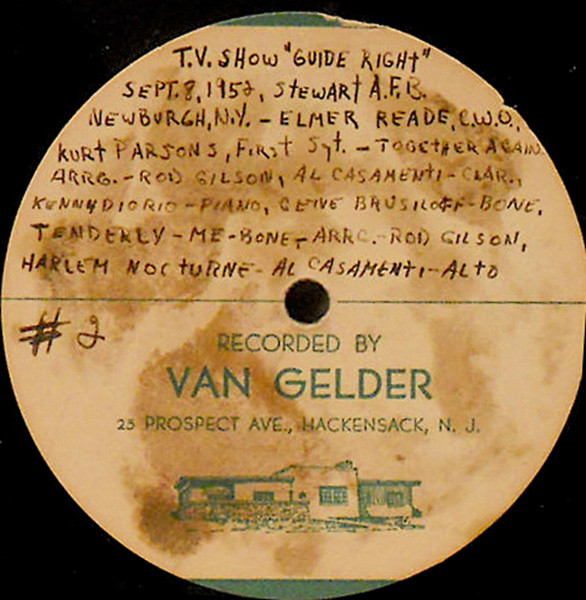 T.V. SHOW "GUIDE RIGHT"
SEPT. 8, 1952, STEWART A.F.B.
NEWBURGH, N.Y. - ELMER READE, C.W.O.,
KURT PARSONS, FIRST SGT. - TOGETHER AGAIN
ARRG. - ROD GILSON, AL CASAMENTI - CLAR.,
KENNY DIORIO - PIANO, CLEIVE BRUSILOFF - BONE,
TENDERLY - ME - BONE - ARRG. - ROD GILSON,
HARLEM NOCTURNE - AL CASAMENTI - ALTO
# 2
RECORDED BY
VAN GELDER
25 PROSPECT AVE., HACKENSACK, N. J.